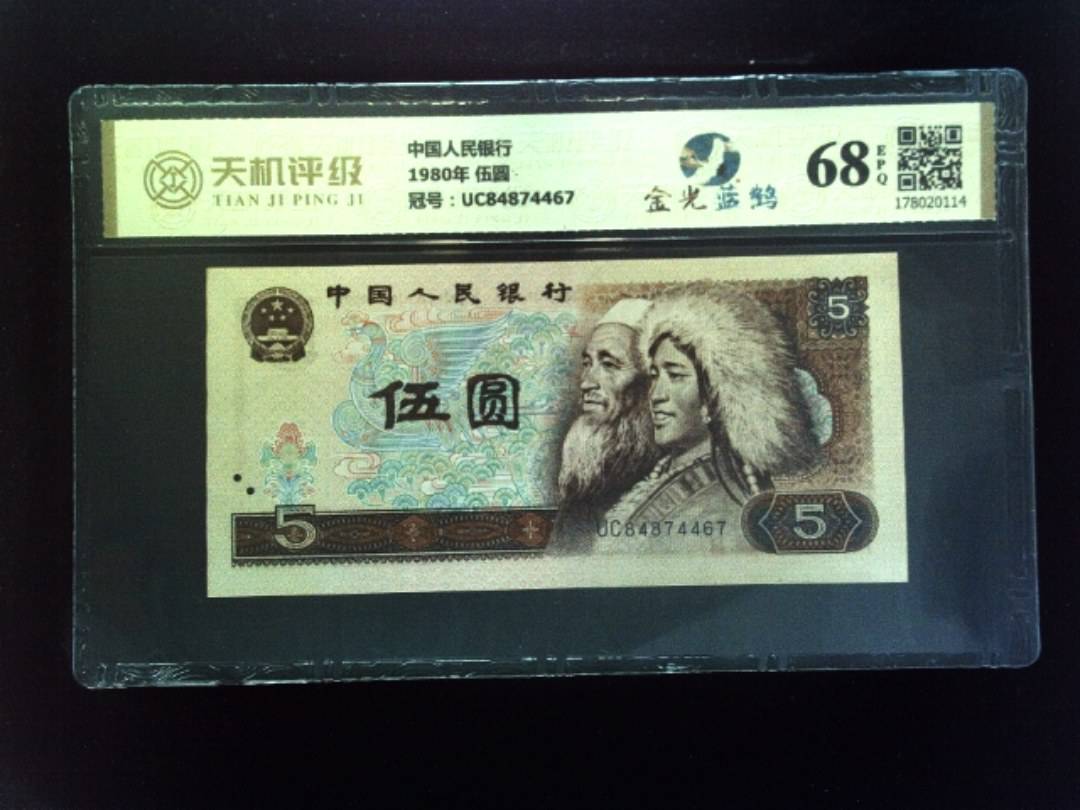 天机评级
TIAN JI PING JI
中国人民银行
1980年 伍圆
冠号：UC84874467
金光蓝鹤
68
EPQ
178020114
中国人民银行
5
伍圆
5
UC84874467
5